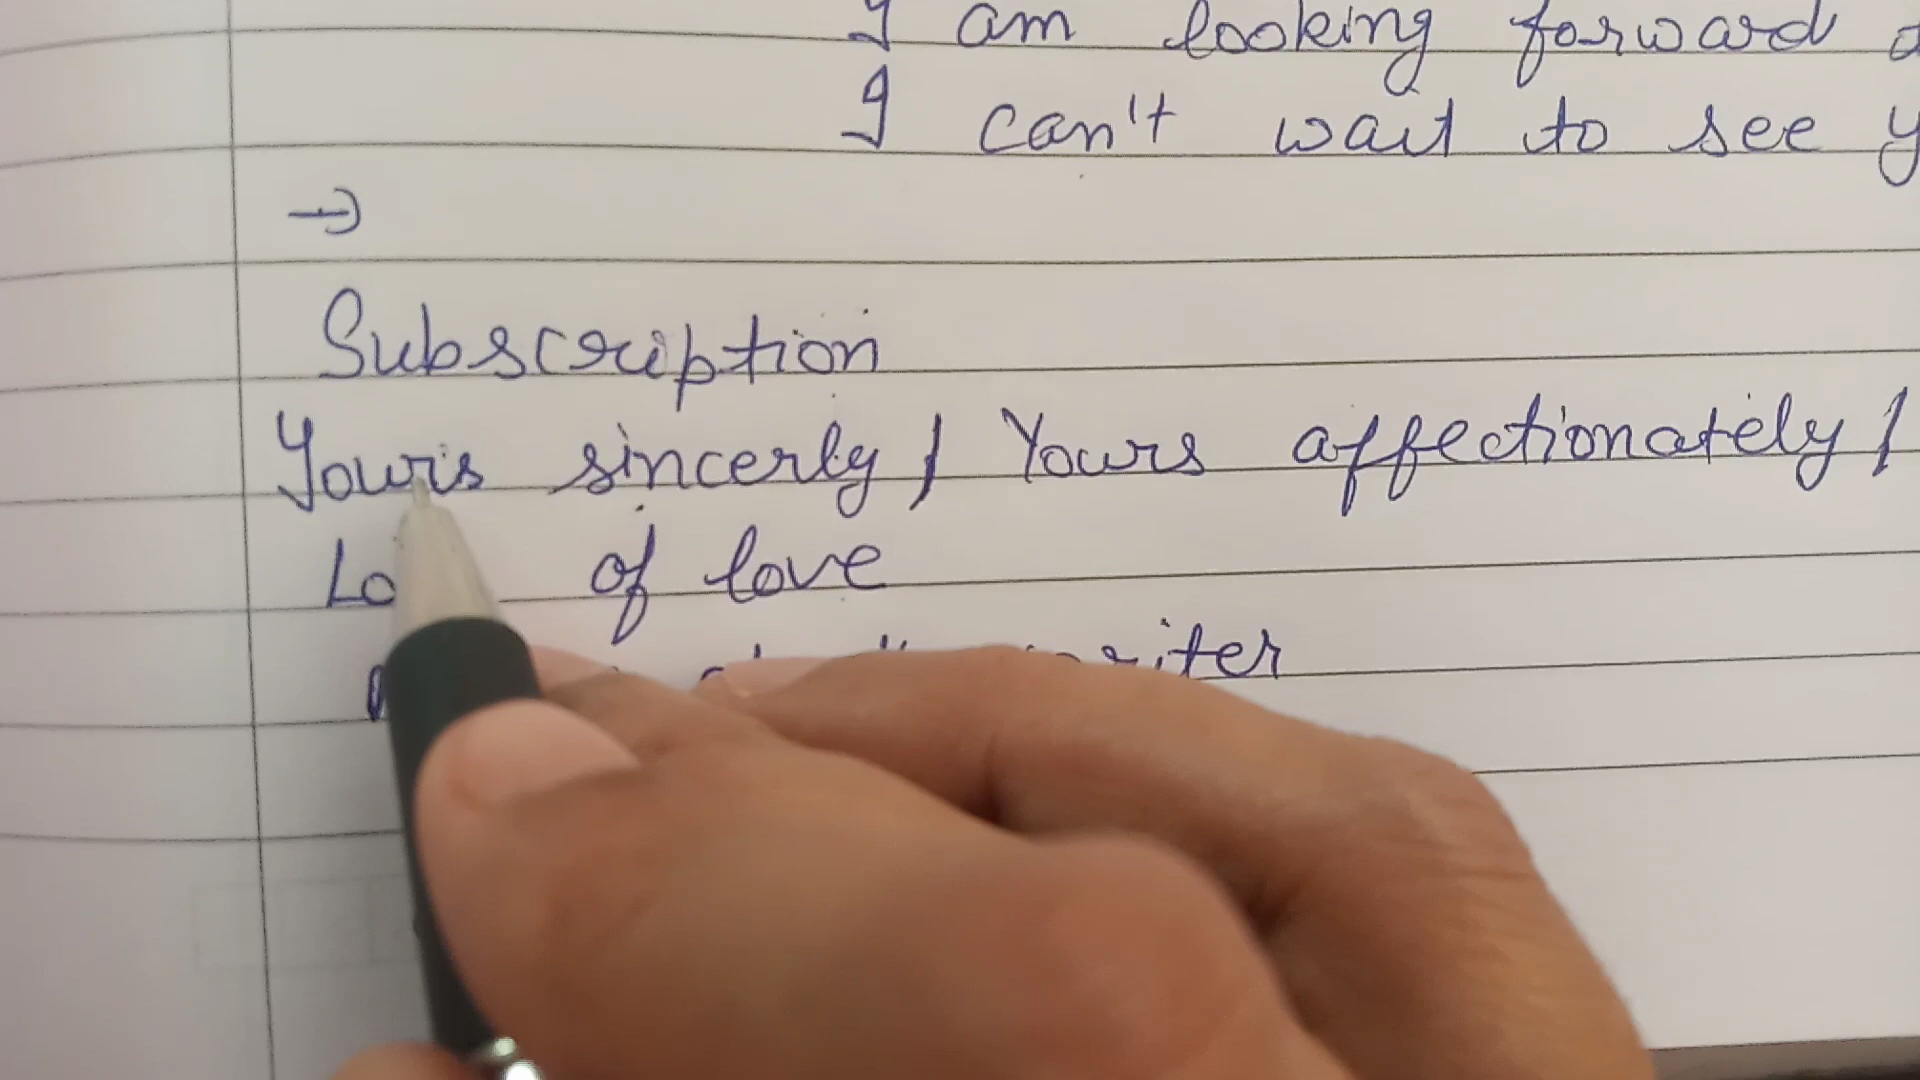 I am looking forward
I can't wait to see
→
Subscription
Yours sincerly / Yours affectionately /
of love
writer